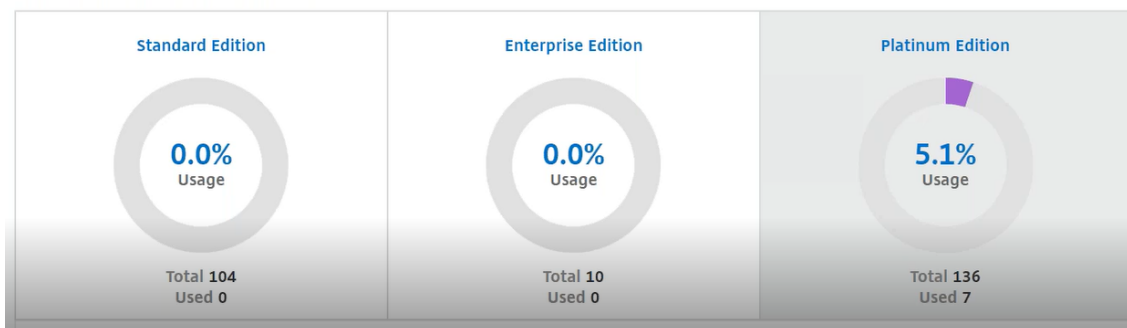 Standard Edition
0.0%
Usage
Total 104
Used 0
Enterprise Edition
0.0%
Usage
Total 10
Used 0
Platinum Edition
5.1%
Usage
Total 136
Used 7